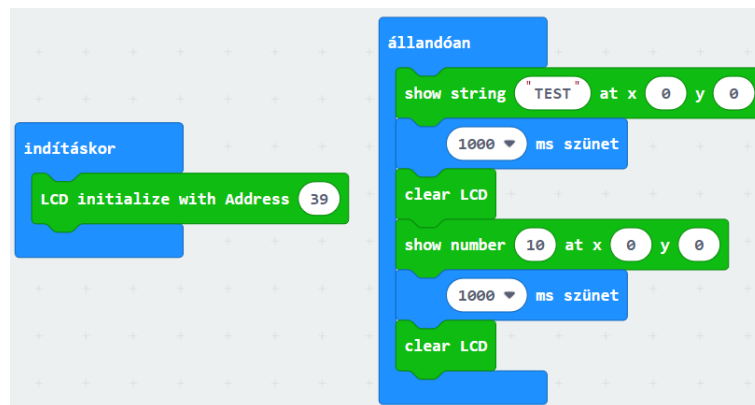 indításkor
LCD initialize with Address 39
állandóan
show string "TEST" at x 0 y 0
1000 ms szünet
clear LCD
show number 10 at x 0 y 0
1000 ms szünet
clear LCD